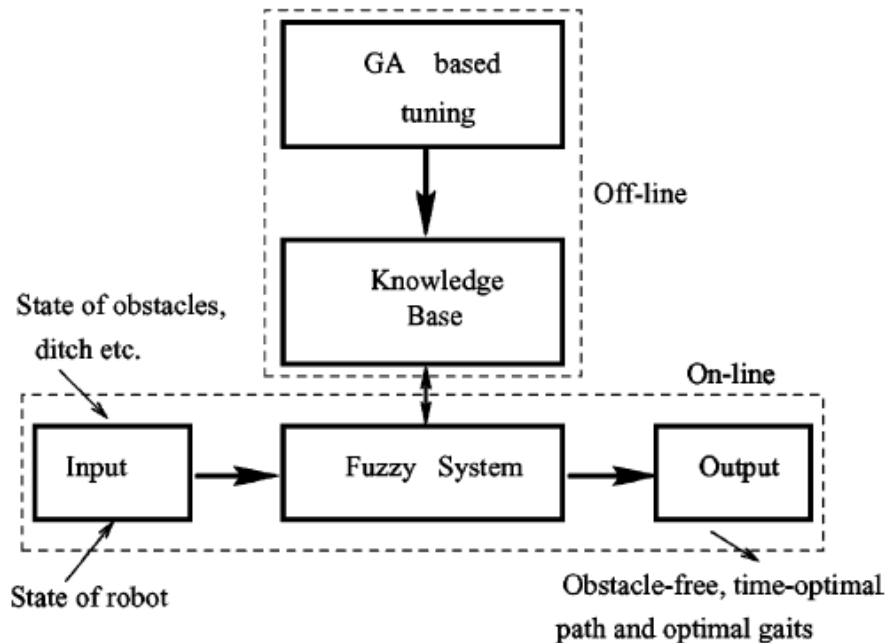 GA based
tuning
Off-line
Knowledge
Base
State of obstacles,
ditch etc.
On-line
Input
Fuzzy System
Output
State of robot
Obstacle-free, time-optimal
path and optimal gaits